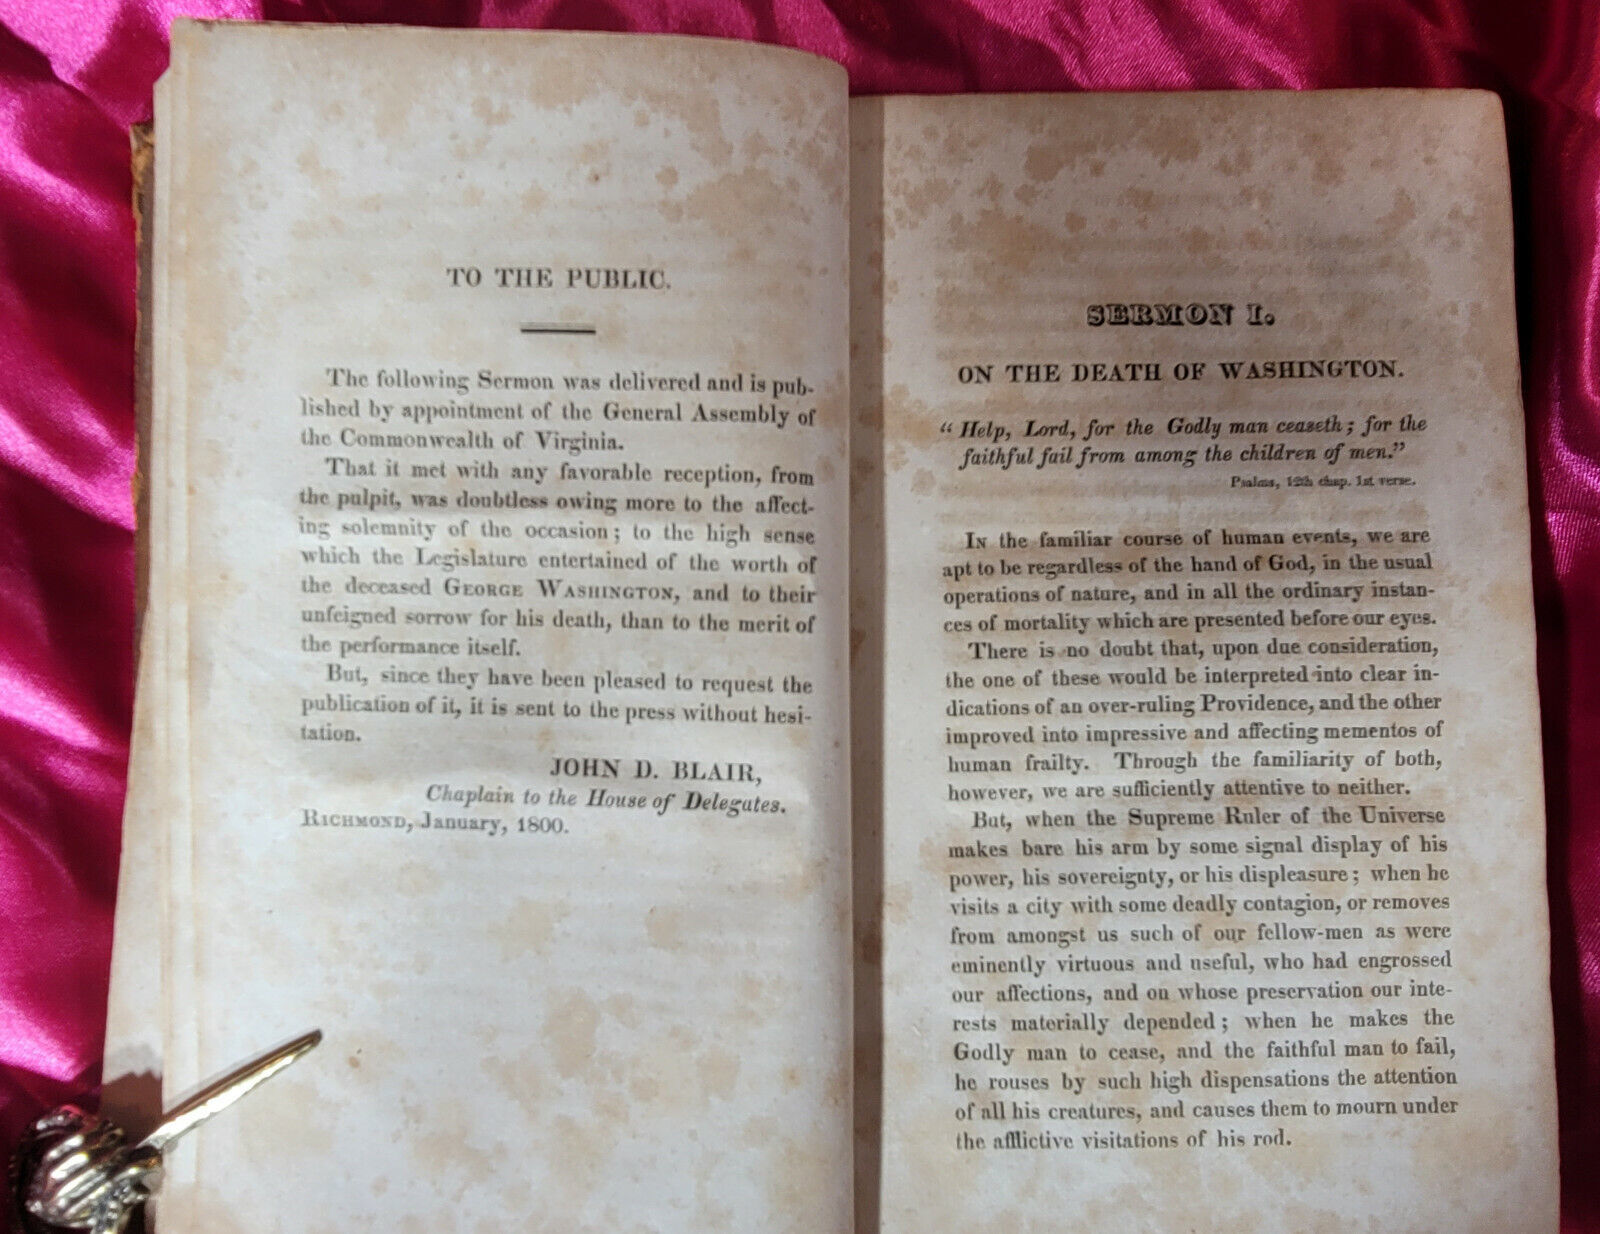 TO THE PUBLIC.
The following Sermon was delivered and is pub-
lished by appointment of the General Assembly of
the Commonwealth of Virginia.
That it met with any favorable reception, from
the pulpit, was doubtless owing more to the affect-
ing solemnity of the occasion; to the high sense
which the Legislature entertained of the worth of
the deceased GEORGE WASHINGTON, and to their
unfeigned sorrow for his death, than to the merit of
the performance itself.
But, since they have been pleased to request the
publication of it, it is sent to the press without hesi-
tation.
JOHN D. BLAIR,
Chaplain to the House of Delegates.
RICHMOND, January, 1800.
SERMON I.
ON THE DEATH OF WASHINGTON.
"Help, Lord, for the Godly man ceaseth; for the
faithful fail from among the children of men."
Psalms, 12th chap. 1st verse.
IN the familiar course of human events, we are
apt to be regardless of the hand of God, in the usual
operations of nature, and in all the ordinary instan-
ces of mortality which are presented before our eyes.
There is no doubt that, upon due consideration,
the one of these would be interpreted into clear in-
dications of an over-ruling Providence, and the other
improved into impressive and affecting mementos of
human frailty. Through the familiarity of both,
however, we are sufficiently attentive to neither.
But, when the Supreme Ruler of the Universe
makes bare his arm by some signal display of his
power, his sovereignty, or his displeasure; when he
visits a city with some deadly contagion, or removes
from amongst us such of our fellow-men as were
eminently virtuous and useful, who had engrossed
our affections, and on whose preservation our inte-
rests materially depended; when he makes the
Godly man to cease, and the faithful man to fail,
he rouses by such high dispensations the attention
of all his creatures, and causes them to mourn under
the afflictive visitations of his rod.